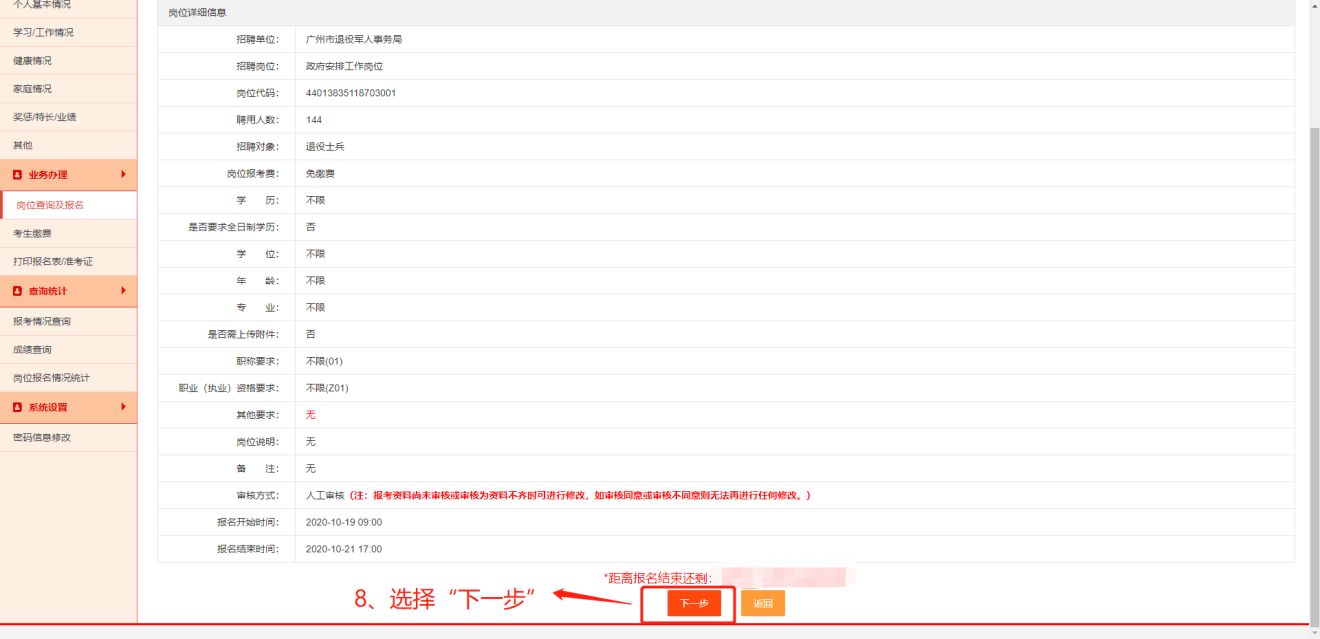 个人基本情况
学习/工作情况
健康情况
家庭情况
奖惩/特长/业绩
其他
业务办理
岗位查询及报名
考生缴费
打印报名表/准考证
查询统计
报考情况查询
成绩查询
岗位报名情况统计
系统设置
密码信息修改
岗位详细信息
招聘单位： 广州市退役军人事务局
招聘岗位： 政府安排工作岗位
岗位代码： 44013835118703001
聘用人数： 144
招聘对象： 退役士兵
岗位报考费： 免缴费
学 历： 不限
是否要求全日制学历： 否
学 位： 不限
年 龄： 不限
专 业： 不限
是否需上传附件： 否
职称要求： 不限(01)
职业（执业）资格要求： 不限(Z01)
其他要求： 无
岗位说明： 无
备 注： 无
审核方式： 人工审核（注：报考资料尚未审核或审核为资料不齐时可进行修改，如审核同意或审核不同意则无法再进行任何修改。）
报名开始时间： 2020-10-19 09:00
报名结束时间： 2020-10-21 17:00
*距离报名结束还剩：
8、选择“下一步”
下一步 返回